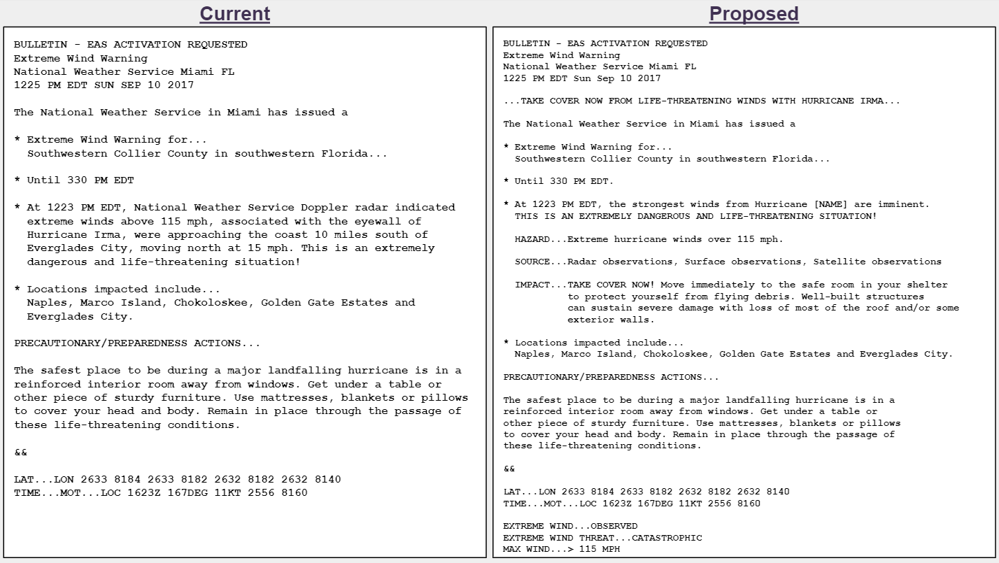 Current
BULLETIN - EAS ACTIVATION REQUESTED
Extreme Wind Warning
National Weather Service Miami FL
1225 PM EDT SUN SEP 10 2017
The National Weather Service in Miami has issued a
* Extreme Wind Warning for...
Southwestern Collier County in southwestern Florida...
* Until 330 PM EDT
* At 1223 PM EDT, National Weather Service Doppler radar indicated
extreme winds above 115 mph, associated with the eyewall of
Hurricane Irma, were approaching the coast 10 miles south of
Everglades City, moving north at 15 mph. This is an extremely
dangerous and life-threatening situation!
* Locations impacted include...
Naples, Marco Island, Chokoloskee, Golden Gate Estates and
Everglades City.
PRECAUTIONARY/PREPAREDNESS ACTIONS...
The safest place to be during a major landfalling hurricane is in a
reinforced interior room away from windows. Get under a table or
other piece of sturdy furniture. Use mattresses, blankets or pillows
to cover your head and body. Remain in place through the passage of
these life-threatening conditions.
&&
LAT...LON 2633 8184 2633 8182 2632 8182 2632 8140
TIME...MOT...LOC 1623Z 167DEG 11KT 2556 8160
Proposed
BULLETIN - EAS ACTIVATION REQUESTED
Extreme Wind Warning
National Weather Service Miami FL
1225 PM EDT Sun Sep 10 2017
...TAKE COVER NOW FROM LIFE-THREATENING WINDS WITH HURRICANE IRMA...
The National Weather Service in Miami has issued a
* Extreme Wind Warning for...
Southwestern Collier County in southwestern Florida...
* Until 330 PM EDT.
* At 1223 PM EDT, the strongest winds from Hurricane [NAME] are imminent.
THIS IS AN EXTREMELY DANGEROUS AND LIFE-THREATENING SITUATION!
HAZARD...Extreme hurricane winds over 115 mph.
SOURCE...Radar observations, Surface observations, Satellite observations
IMPACT...TAKE COVER NOW! Move immediately to the safe room in your shelter
to protect yourself from flying debris. Well-built structures
can sustain severe damage with loss of most of the roof and/or some
exterior walls.
* Locations impacted include...
Naples, Marco Island, Chokoloskee, Golden Gate Estates and Everglades City.
PRECAUTIONARY/PREPAREDNESS ACTIONS...
The safest place to be during a major landfalling hurricane is in a
reinforced interior room away from windows. Get under a table or
other piece of sturdy furniture. Use mattresses, blankets or pillows
to cover your head and body. Remain in place through the passage of
these life-threatening conditions.
&&
LAT...LON 2633 8184 2633 8182 2632 8182 2632 8140
TIME...MOT...LOC 1623Z 167DEG 11KT 2556 8160
EXTREME WIND...OBSERVED
EXTREME WIND THREAT...CATASTROPHIC
MAX WIND...> 115 MPH